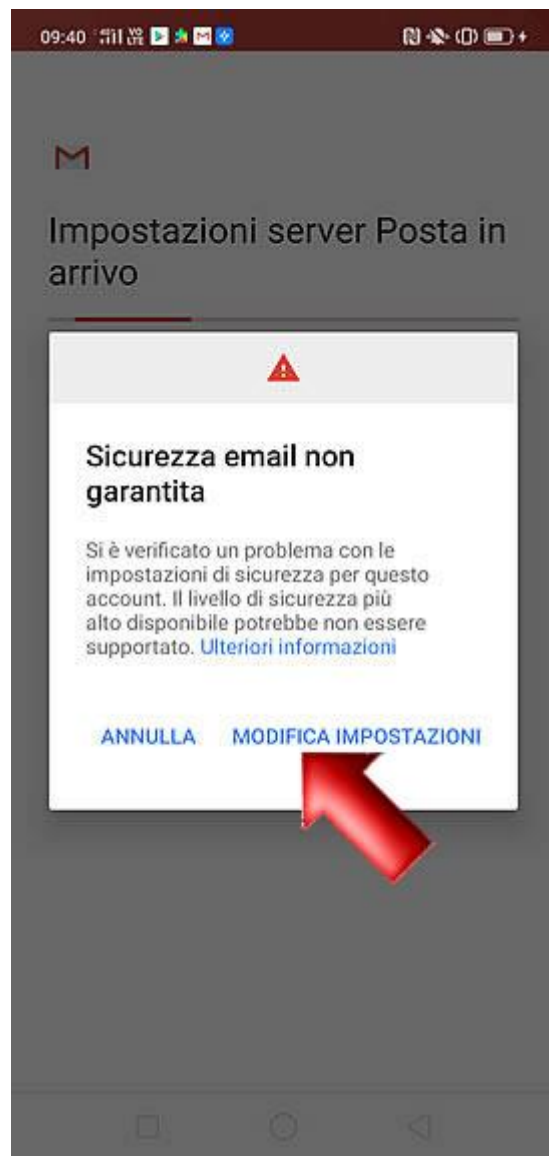 09:40
Impostazioni server Posta in
arrivo
Sicurezza email non
garantita
Si è verificato un problema con le
impostazioni di sicurezza per questo
account. Il livello di sicurezza più
alto disponibile potrebbe non essere
supportato. Ulteriori informazioni
ANNULLA MODIFICA IMPOSTAZIONI